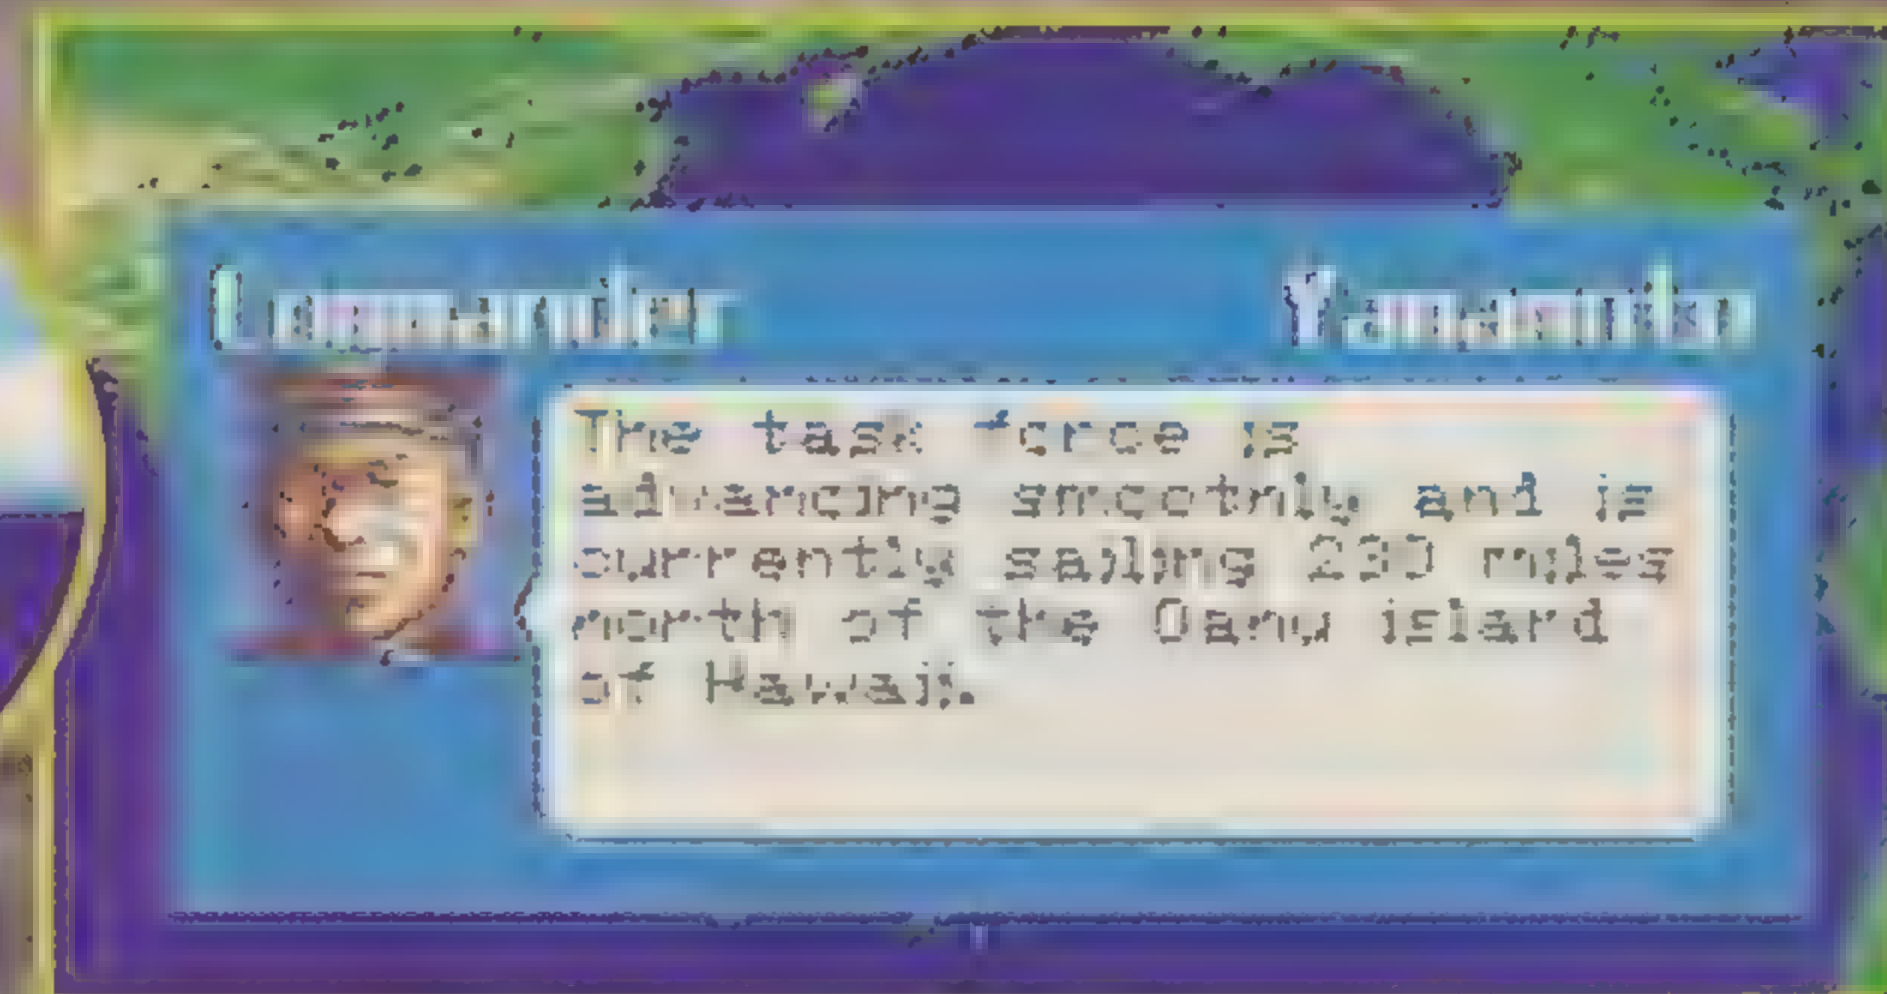 Commander Yamamoto
The task force is
advancing smoothly and is
currently sailing 230 miles
north of the Oahu island
of Hawaii.